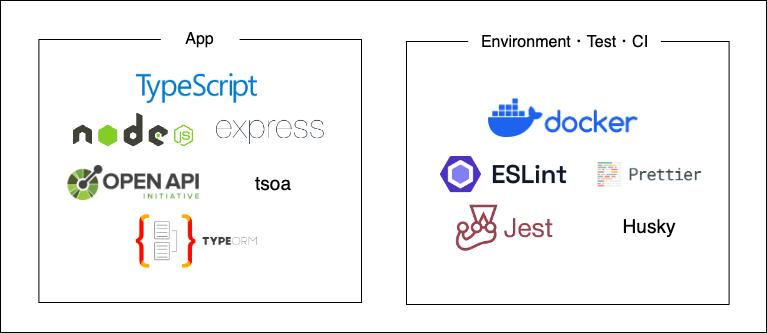 App
TypeScript
node JS express
OPEN API INITIATIVE tsoa
TYPEORM
Environment・Test・CI
docker
ESLint Prettier
Jest Husky